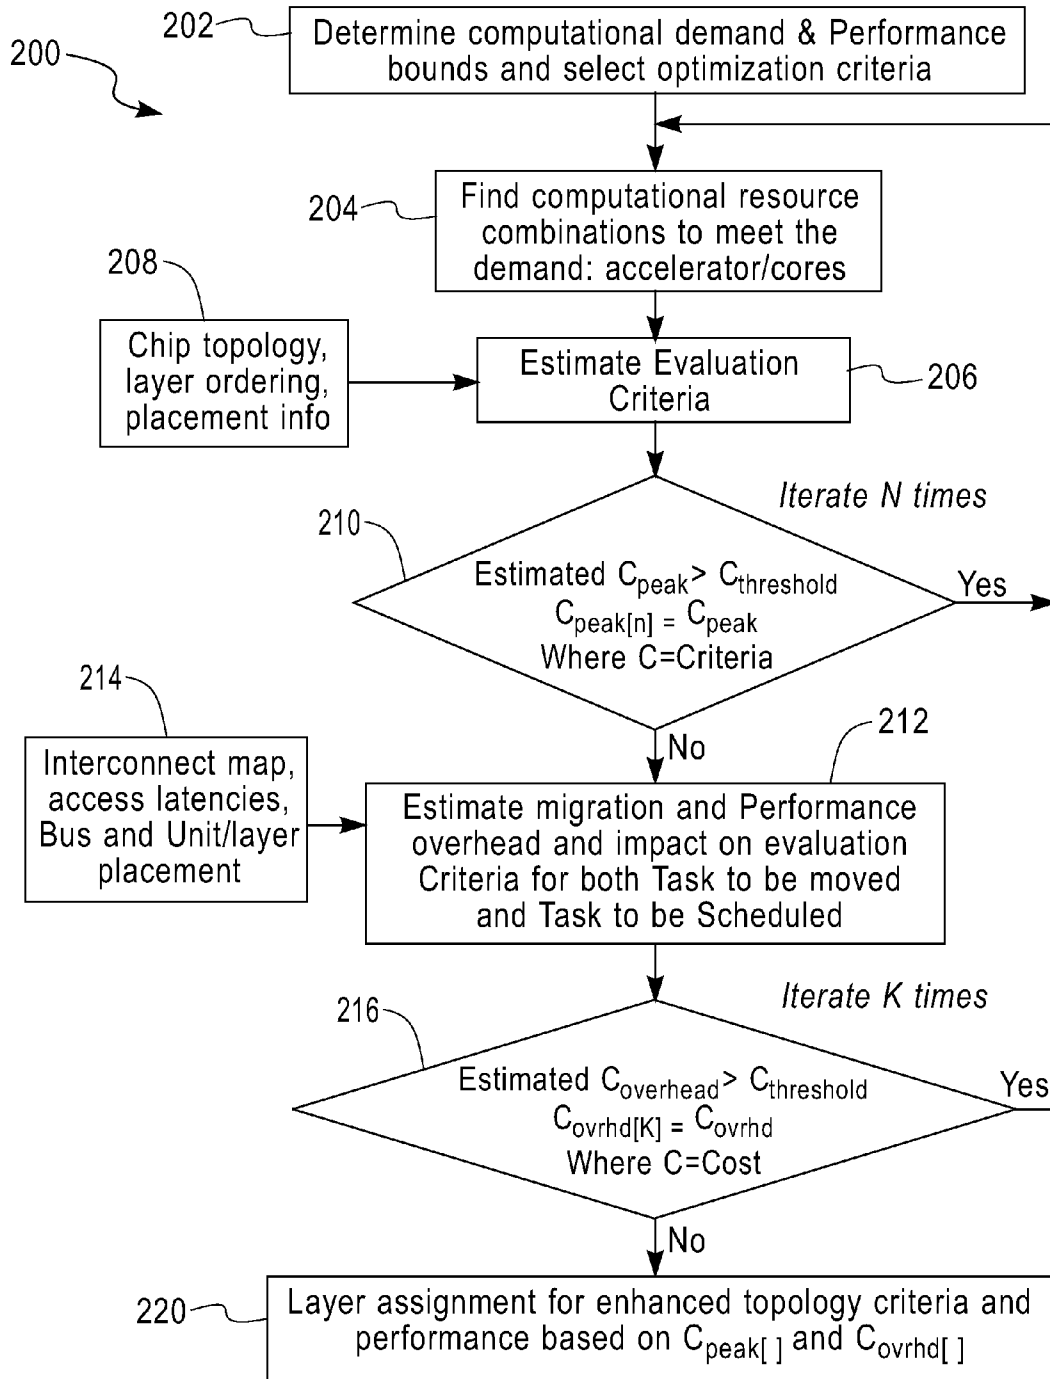 202
Determine computational demand & Performance
bounds and select optimization criteria
200
204
Find computational resource
combinations to meet the
demand: accelerator/cores
208
Chip topology,
layer ordering,
placement info
Estimate Evaluation
Criteria
206
Iterate N times
210
Estimated Cpeak> Cthreshold
Cpeak[n] = Cpeak
Where C=Criteria
Yes
No
214
Interconnect map,
access latencies,
Bus and Unit/layer
placement
212
Estimate migration and Performance
overhead and impact on evaluation
Criteria for both Task to be moved
and Task to be Scheduled
Iterate K times
216
Estimated Coverhead> Cthreshold
Covrhd[K] = Covrhd
Where C=Cost
Yes
No
220
Layer assignment for enhanced topology criteria and
performance based on Cpeak[ ] and Covrhd[ ]